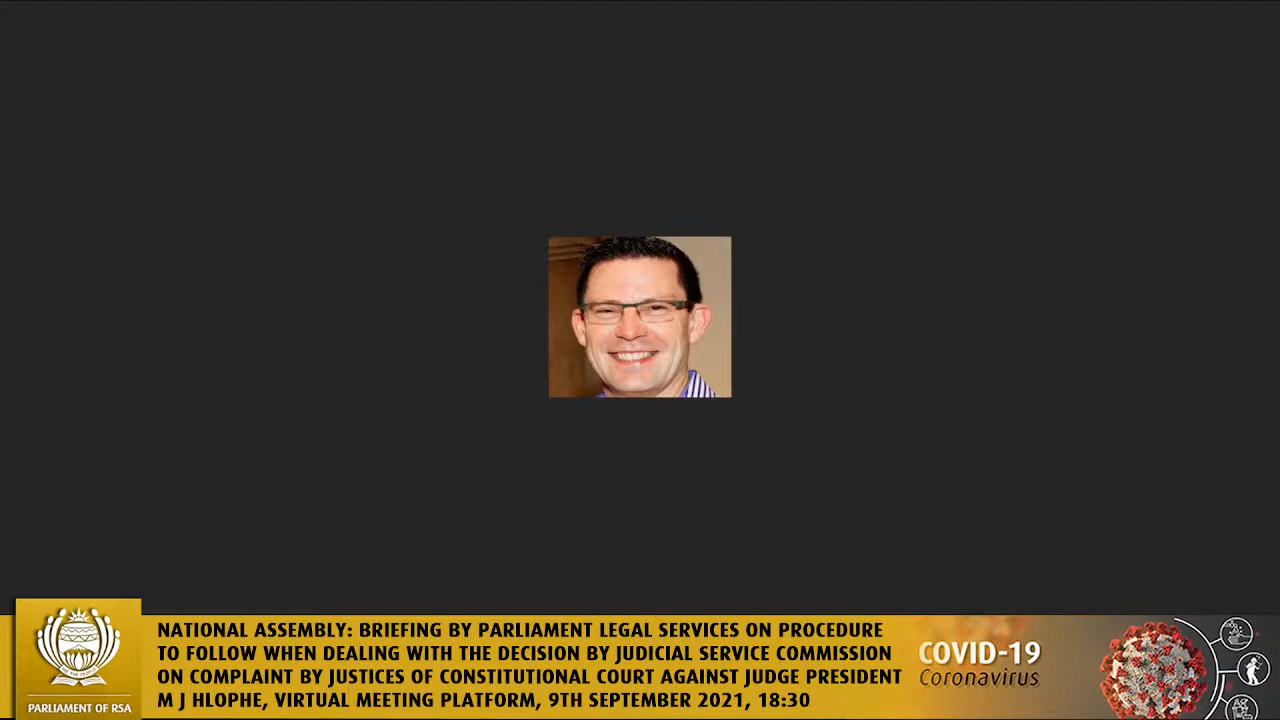 NATIONAL ASSEMBLY: BRIEFING BY PARLIAMENT LEGAL SERVICES ON PROCEDURE
TO FOLLOW WHEN DEALING WITH THE DECISION BY JUDICIAL SERVICE COMMISSION
ON COMPLAINT BY JUSTICES OF CONSTITUTIONAL COURT AGAINST JUDGE PRESIDENT
M J HLOPHE, VIRTUAL MEETING PLATFORM, 9TH SEPTEMBER 2021, 18:30
PARLIAMENT OF RSA
COVID-19
Coronavirus